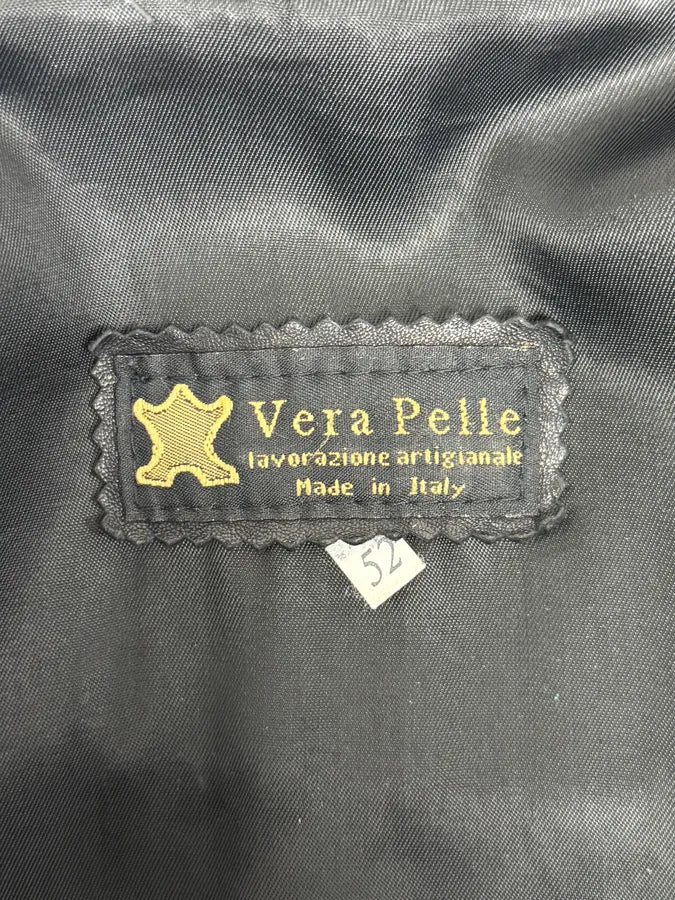 Vera Pelle
lavorazione artigianale
Made in Italy
52